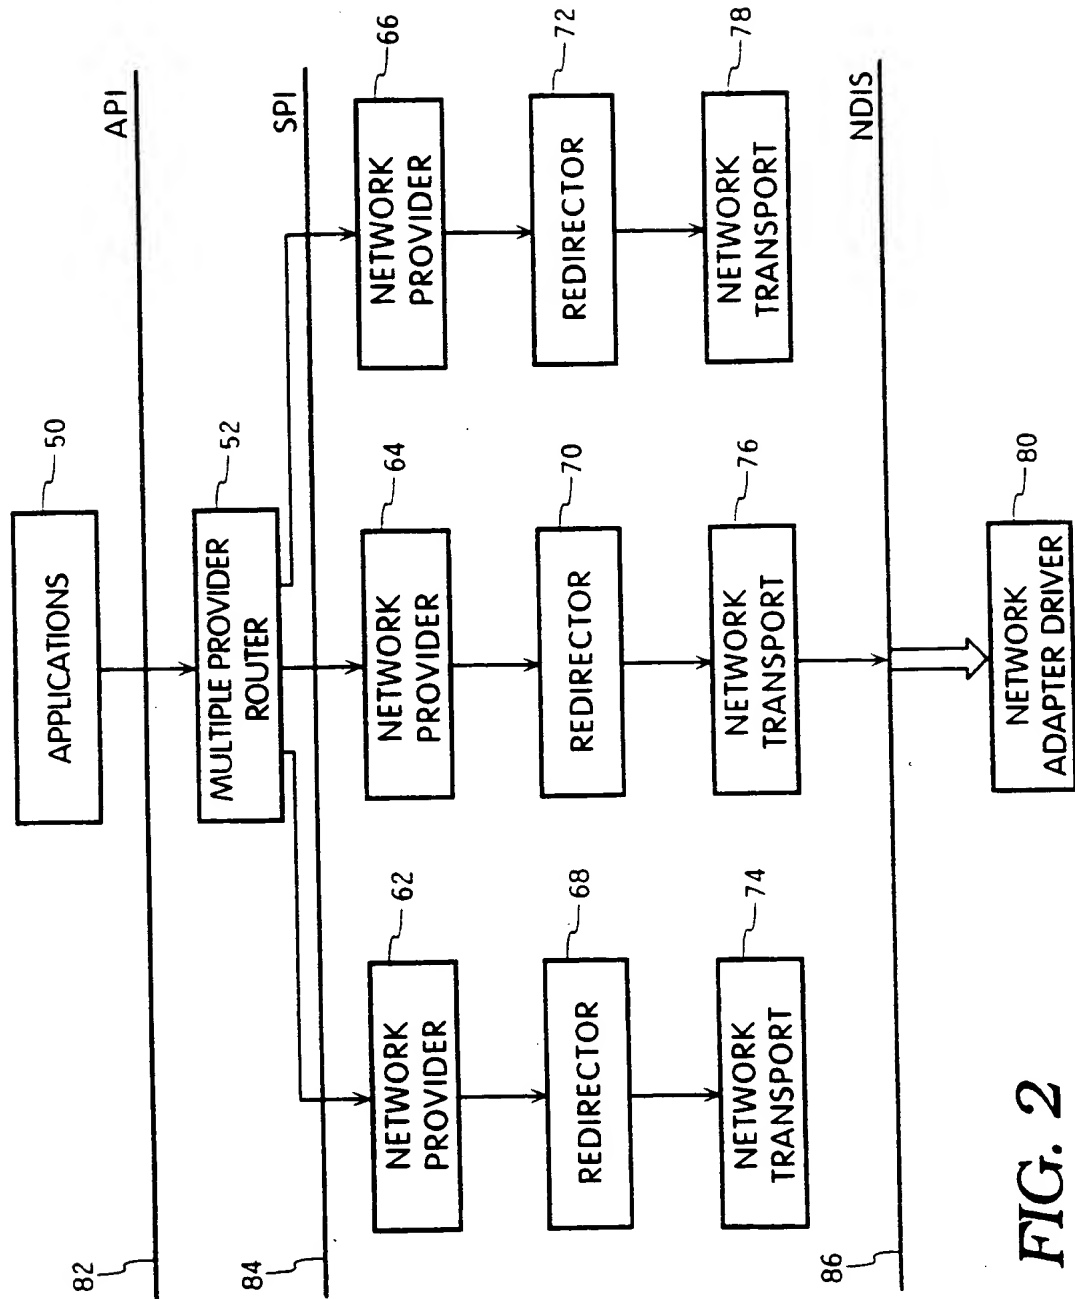 APPLICATIONS
50
API
82
MULTIPLE PROVIDER
ROUTER
52
SPI
84
NETWORK
PROVIDER
62
NETWORK
PROVIDER
64
NETWORK
PROVIDER
66
REDIRECTOR
68
REDIRECTOR
70
REDIRECTOR
72
NETWORK
TRANSPORT
74
NETWORK
TRANSPORT
76
NETWORK
TRANSPORT
78
NDIS
86
NETWORK
ADAPTER DRIVER
80
FIG. 2